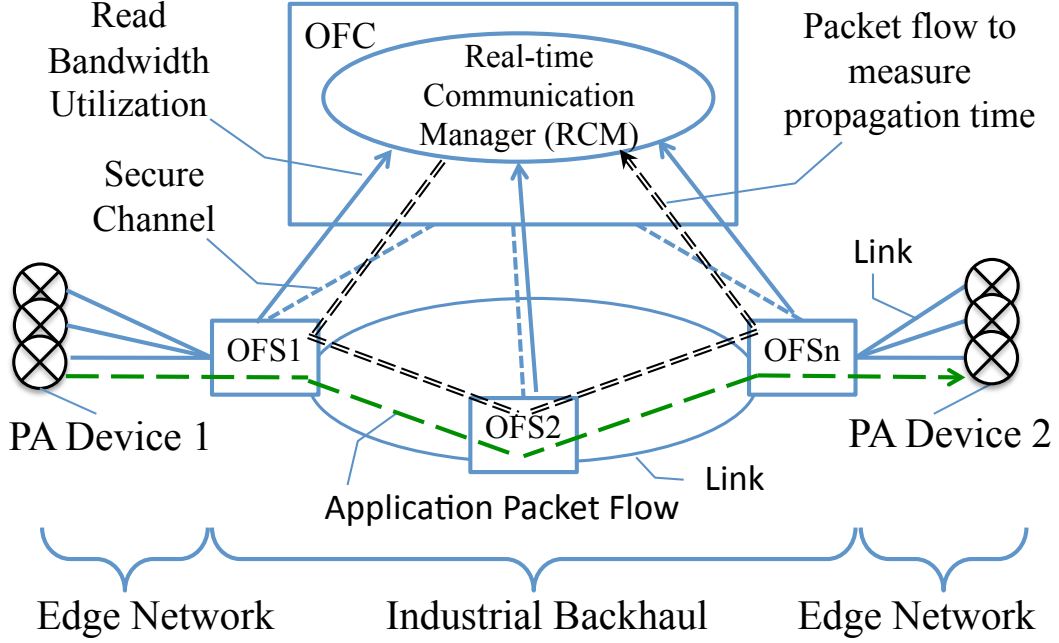 Read
Bandwidth
Utilization
OFC
Real-time
Communication
Manager (RCM)
Packet flow to
measure
propagation time
Secure
Channel
Link
OFS1
OFSn
OFS2
PA Device 1
PA Device 2
Link
Application Packet Flow
Edge Network
Industrial Backhaul
Edge Network